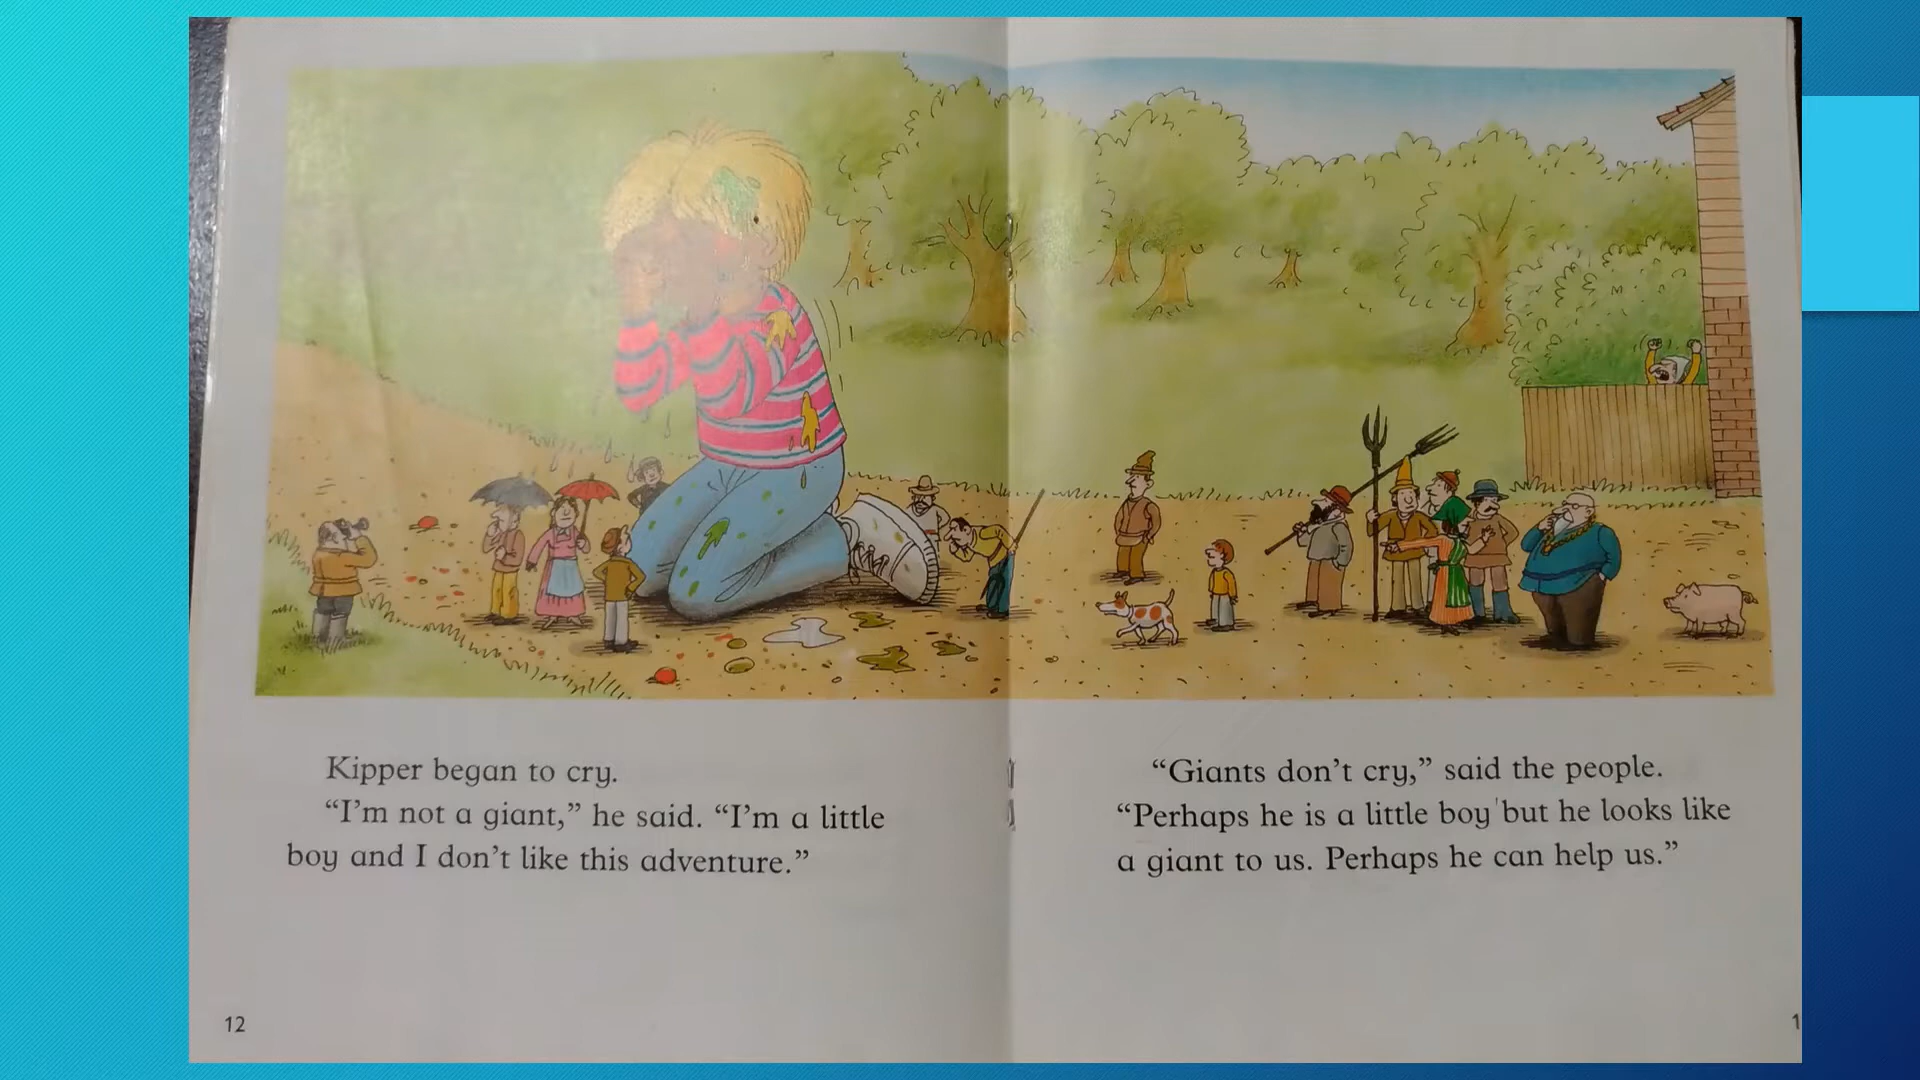 Kipper began to cry.
“I’m not a giant,” he said. “I’m a little
boy and I don’t like this adventure.”
12
“Giants don’t cry,” said the people.
“Perhaps he is a little boy but he looks like
a giant to us. Perhaps he can help us.”
1